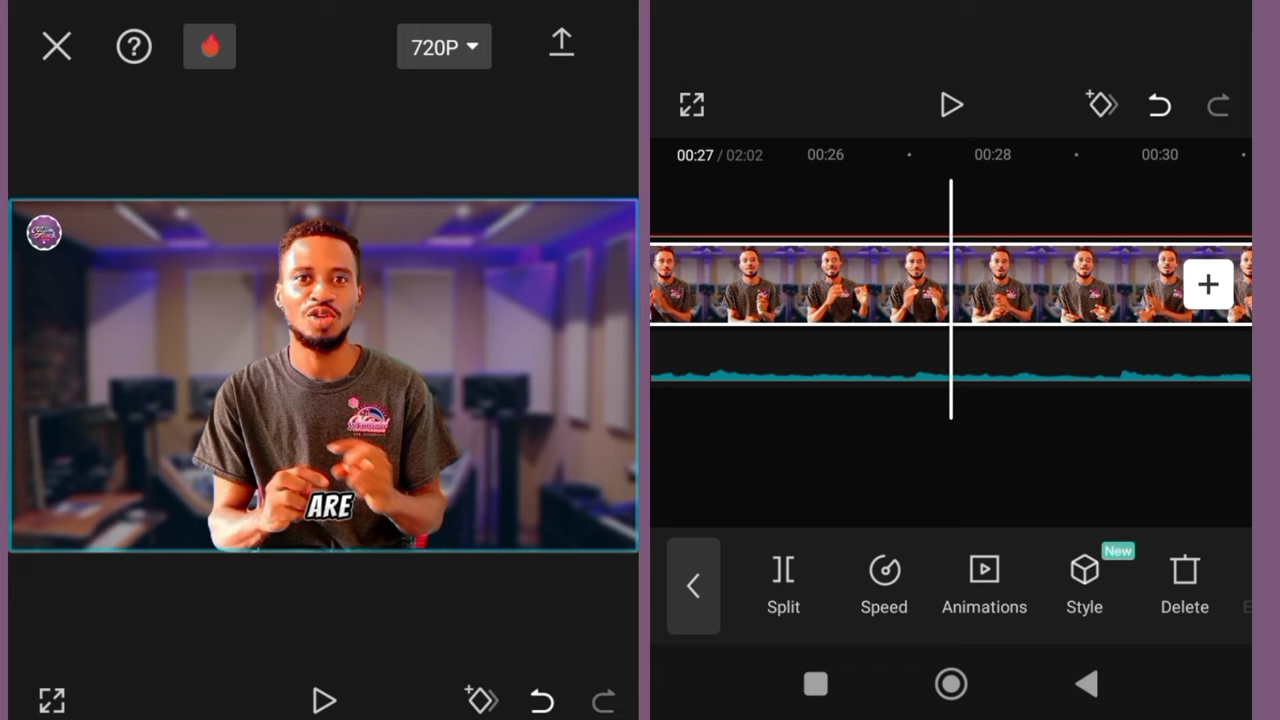 720P
ARE
00:27 / 02:02
00:26
00:28
00:30
New
Split
Speed
Animations
Style
Delete